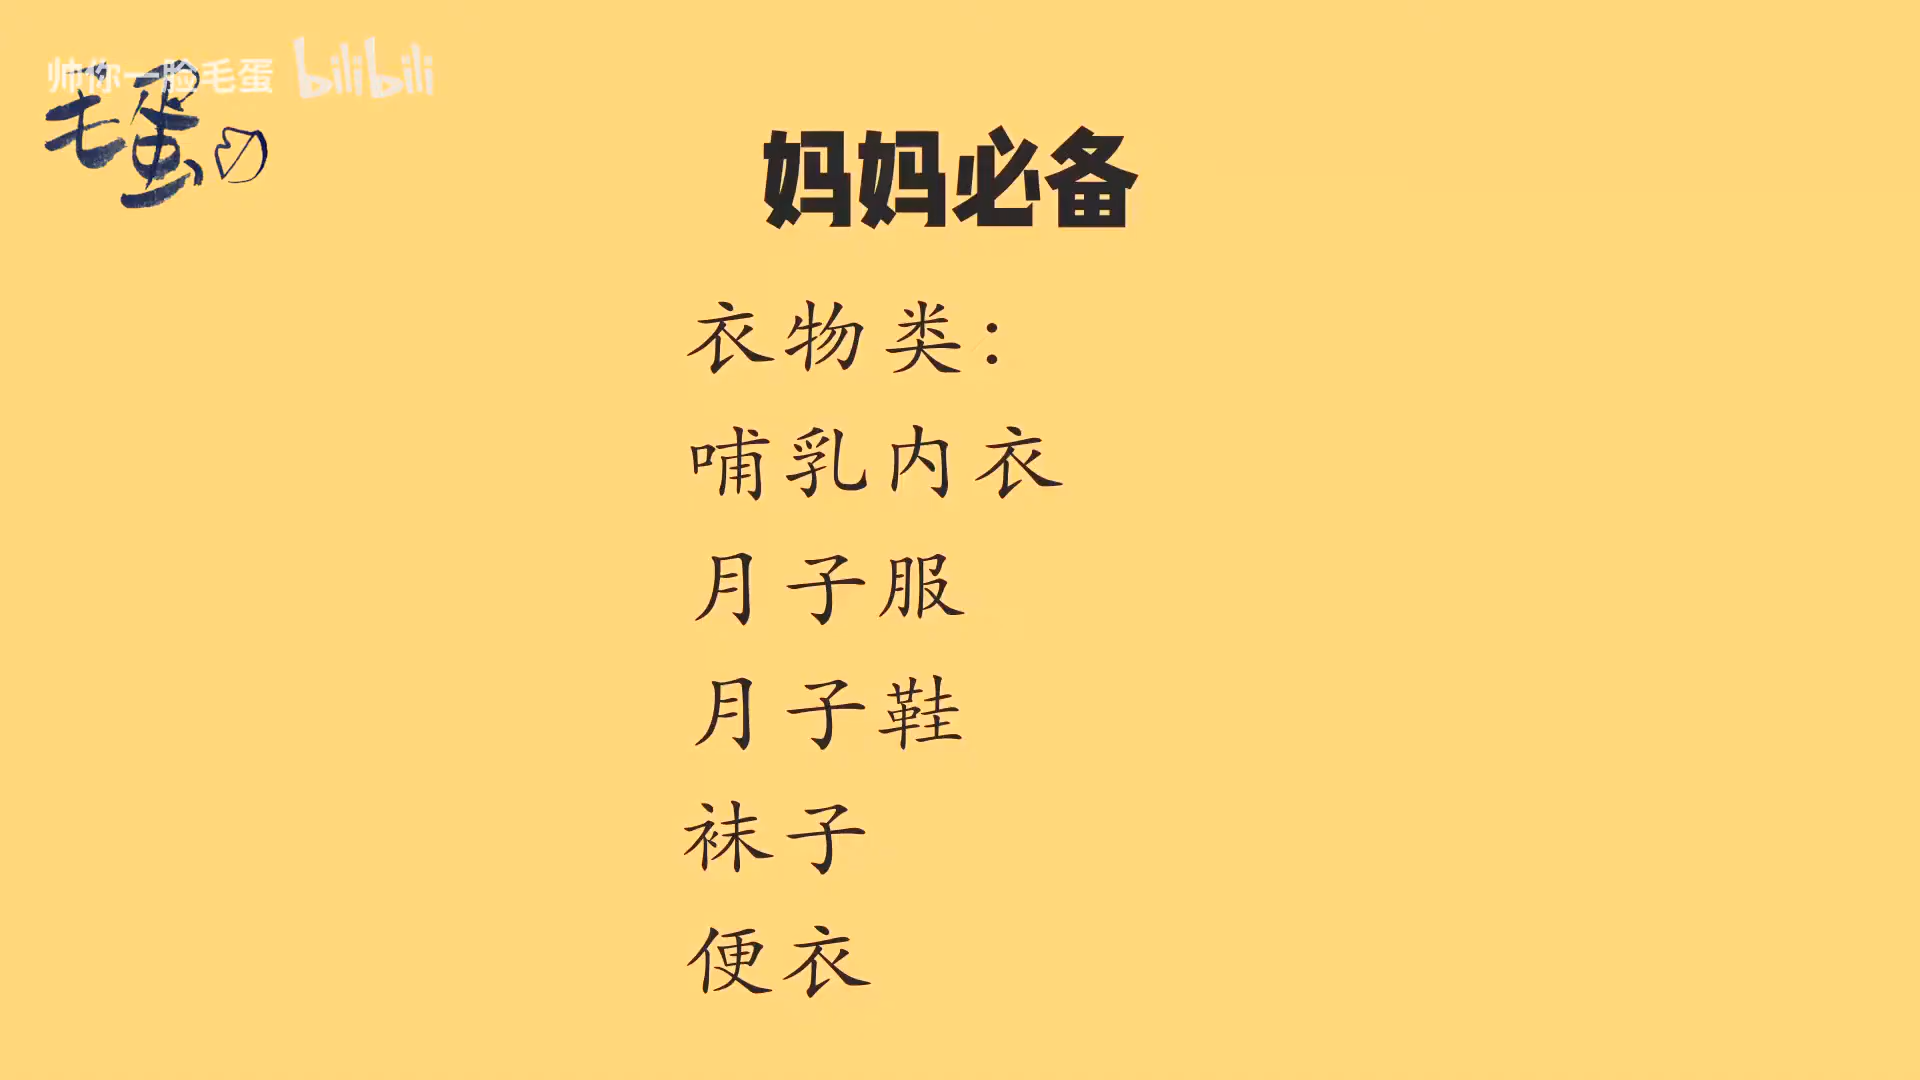 帅你一脸毛蛋 bilibili
毛蛋の
妈妈必备
衣物类：
哺乳内衣
月子服
月子鞋
袜子
便衣